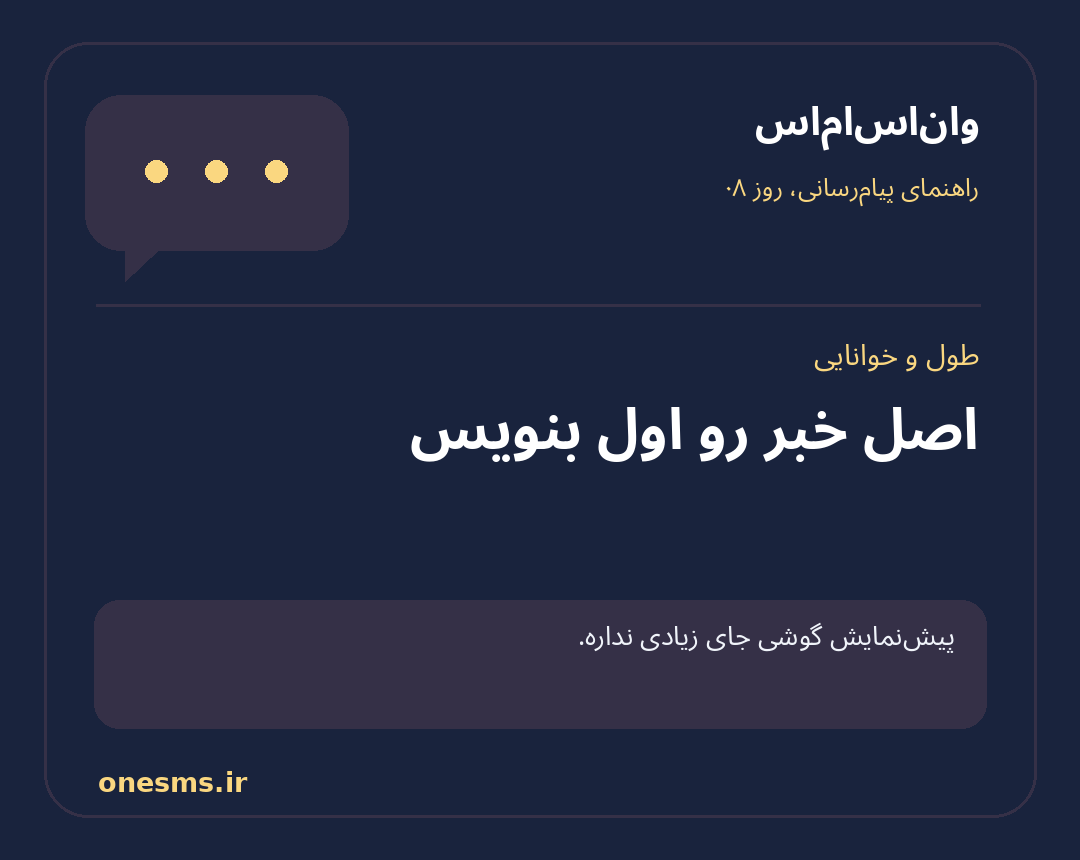 وان‌اس‌ام‌اس
راهنمای پیام‌رسانی، روز ۰۸
طول و خوانایی
اصل خبر رو اول بنویس
پیش‌نمایش گوشی جای زیادی نداره.
onesms.ir